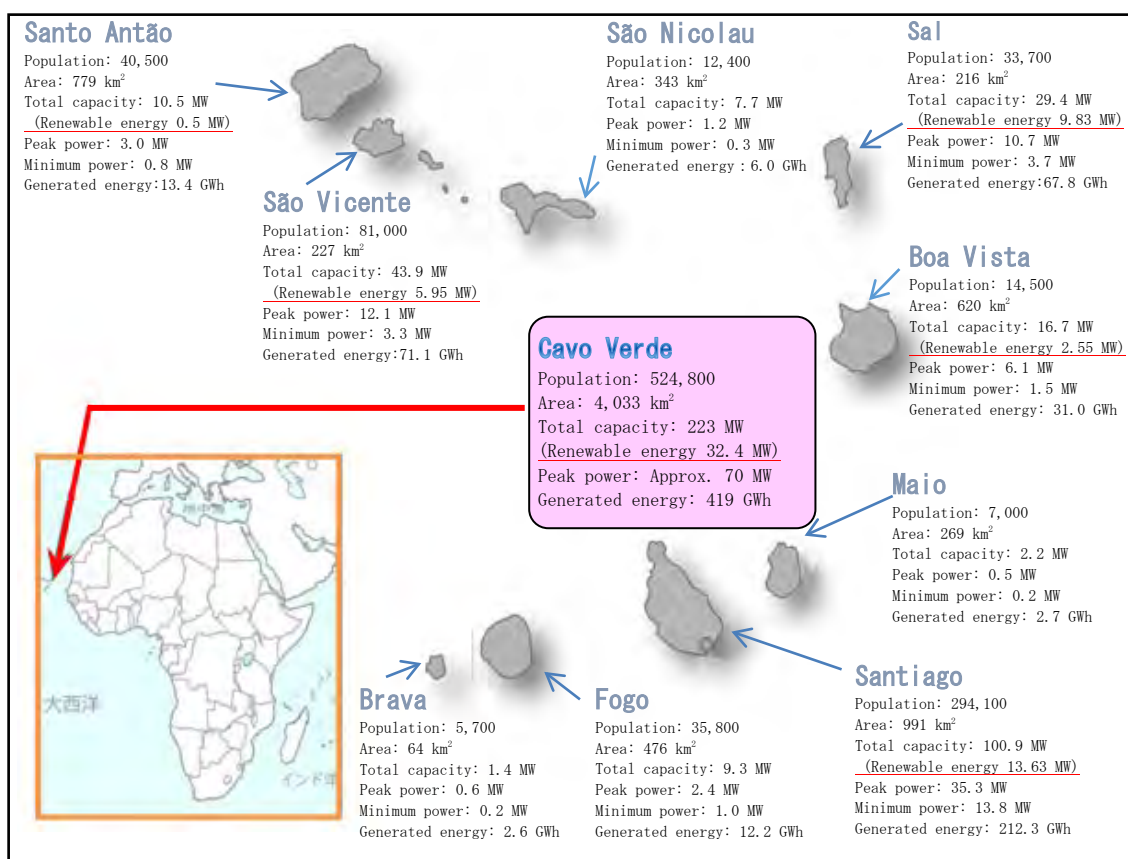 Santo Antão
Population: 40,500
Area: 779 km²
Total capacity: 10.5 MW
(Renewable energy 0.5 MW)
Peak power: 3.0 MW
Minimum power: 0.8 MW
Generated energy:13.4 GWh
São Vicente
Population: 81,000
Area: 227 km²
Total capacity: 43.9 MW
(Renewable energy 5.95 MW)
Peak power: 12.1 MW
Minimum power: 3.3 MW
Generated energy:71.1 GWh
São Nicolau
Population: 12,400
Area: 343 km²
Total capacity: 7.7 MW
Peak power: 1.2 MW
Minimum power: 0.3 MW
Generated energy：6.0 GWh
Sal
Population: 33,700
Area: 216 km²
Total capacity: 29.4 MW
(Renewable energy 9.83 MW)
Peak power: 10.7 MW
Minimum power: 3.7 MW
Generated energy:67.8 GWh
Boa Vista
Population: 14,500
Area: 620 km²
Total capacity: 16.7 MW
(Renewable energy 2.55 MW)
Peak power: 6.1 MW
Minimum power: 1.5 MW
Generated energy: 31.0 GWh
Cavo Verde
Population: 524,800
Area: 4,033 km²
Total capacity: 223 MW
(Renewable energy 32.4 MW)
Peak power: Approx. 70 MW
Generated energy: 419 GWh
Maio
Population: 7,000
Area: 269 km²
Total capacity: 2.2 MW
Peak power: 0.5 MW
Minimum power: 0.2 MW
Generated energy: 2.7 GWh
Santiago
Population: 294,100
Area: 991 km²
Total capacity: 100.9 MW
(Renewable energy 13.63 MW)
Peak power: 35.3 MW
Minimum power: 13.8 MW
Generated energy: 212.3 GWh
Fogo
Population: 35,800
Area: 476 km²
Total capacity: 9.3 MW
Peak power: 2.4 MW
Minimum power: 1.0 MW
Generated energy: 12.2 GWh
Brava
Population: 5,700
Area: 64 km²
Total capacity: 1.4 MW
Peak power: 0.6 MW
Minimum power: 0.2 MW
Generated energy: 2.6 GWh
地中海
大西洋
インド洋